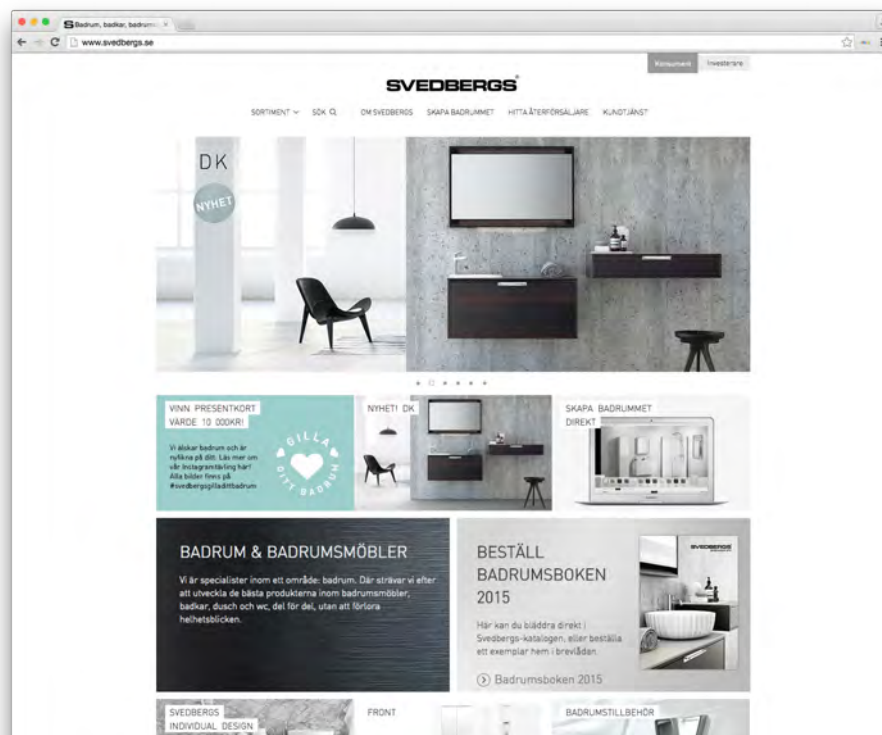 Badrum, badkar, badrums
www.svedbergs.se
Konsument Investerare
SVEDBERGS
SORTIMENT SÖK OM SVEDBERGS SKAPA BADRUMMET HITTA ÅTERFÖRSÄLJARE KUNDTJÄNST
DK
NYHET
VINN PRESENTKORT
VÄRDE 10 000KR!
Vi älskar badrum och är
nyfikna på ditt. Läs mer om
vår Instagramtävling här!
Alla bilder finns på
#svedbergsgilladittbadrum
GILLA
DITT BADRUM
NYHET! DK
SKAPA BADRUMMET
DIREKT
BADRUM & BADRUMSMÖBLER
Vi är specialister inom ett område: badrum. Där strävar vi efter
att utveckla de bästa produkterna inom badrumsmöbler,
badkar, dusch och wc, del för del, utan att förlora
helhetsblicken.
BESTÄLL
BADRUMSBOKEN
2015
Här kan du bläddra direkt i
Svedbergs-katalogen, eller beställa
ett exemplar hem i brevlådan.
Badrumsboken 2015
SVEDBERGS
SVEDBERGS
INDIVIDUAL DESIGN
FRONT
BADRUMSTILLBEHÖR